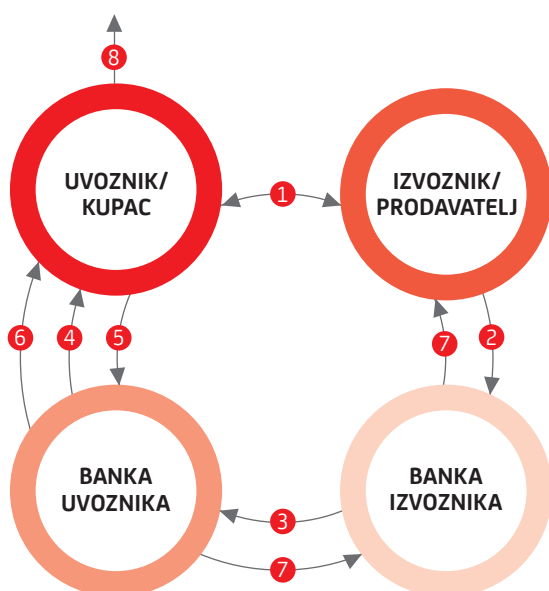 8
UVOZNIK/
KUPAC
1
IZVOZNIK/
PRODAVATELJ
6
4
5
7
2
BANKA
UVOZNIKA
3
BANKA
IZVOZNIKA
7